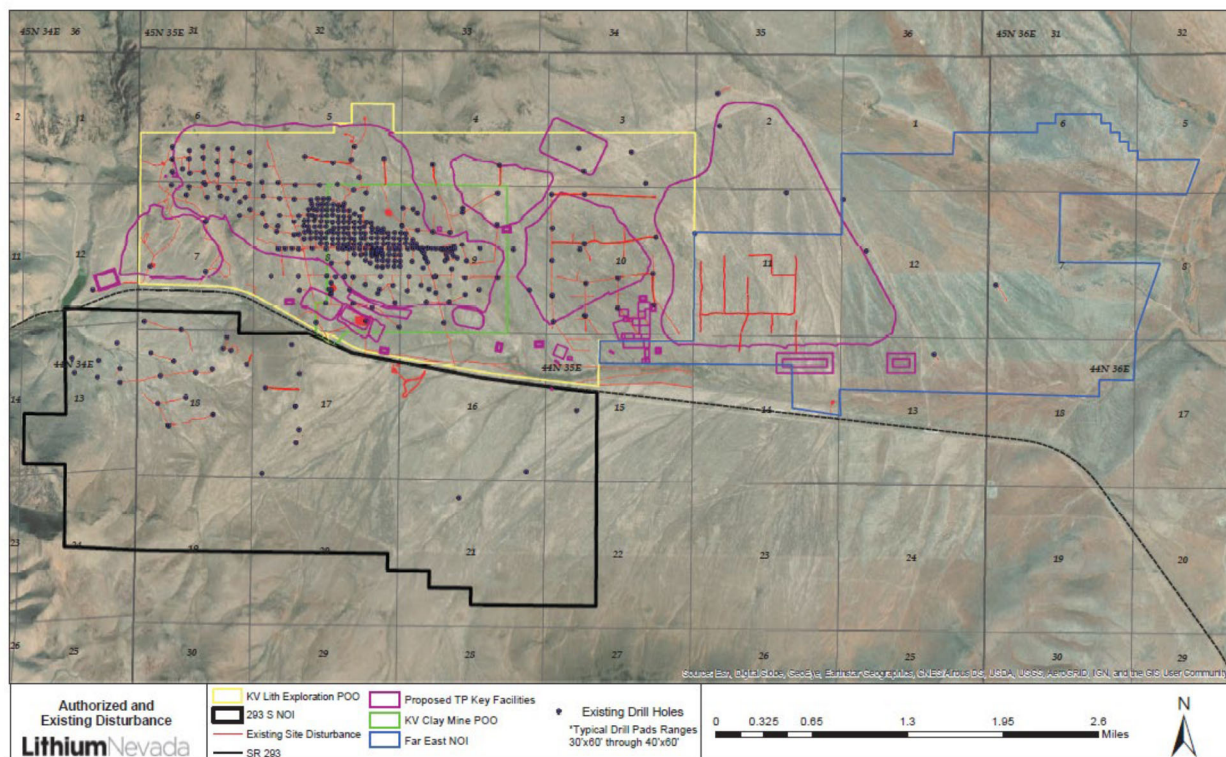 45N 34E 36 45N 35E 31 32 33 34 35 36 45N 36E 31 32
2 1 6 5 4 3 2 1 6 5
11 12 7 8 9 10 11 12 7 8
44N 34E 44N 35E 44N 36E
14 13 18 17 16 15 14 13 18 17
23 24 19 20 21 22 23 24 19 20
26 25 30 29 28 27 26 25 30 29
Source: Esri, DigitalGlobe, GeoEye, Earthstar Geographics, CNES/Airbus DS, USDA, USGS, AeroGRID, IGN, and the GIS User Community
Authorized and
Existing Disturbance
LithiumNevada
KV Lith Exploration POO
293 S NOI
Existing Site Disturbance
SR 293
Proposed TP Key Facilities
KV Clay Mine POO
Far East NOI
Existing Drill Holes
*Typical Drill Pads Ranges
30'x60' through 40'x60'
0 0.325 0.65 1.3 1.95 2.6
Miles
N